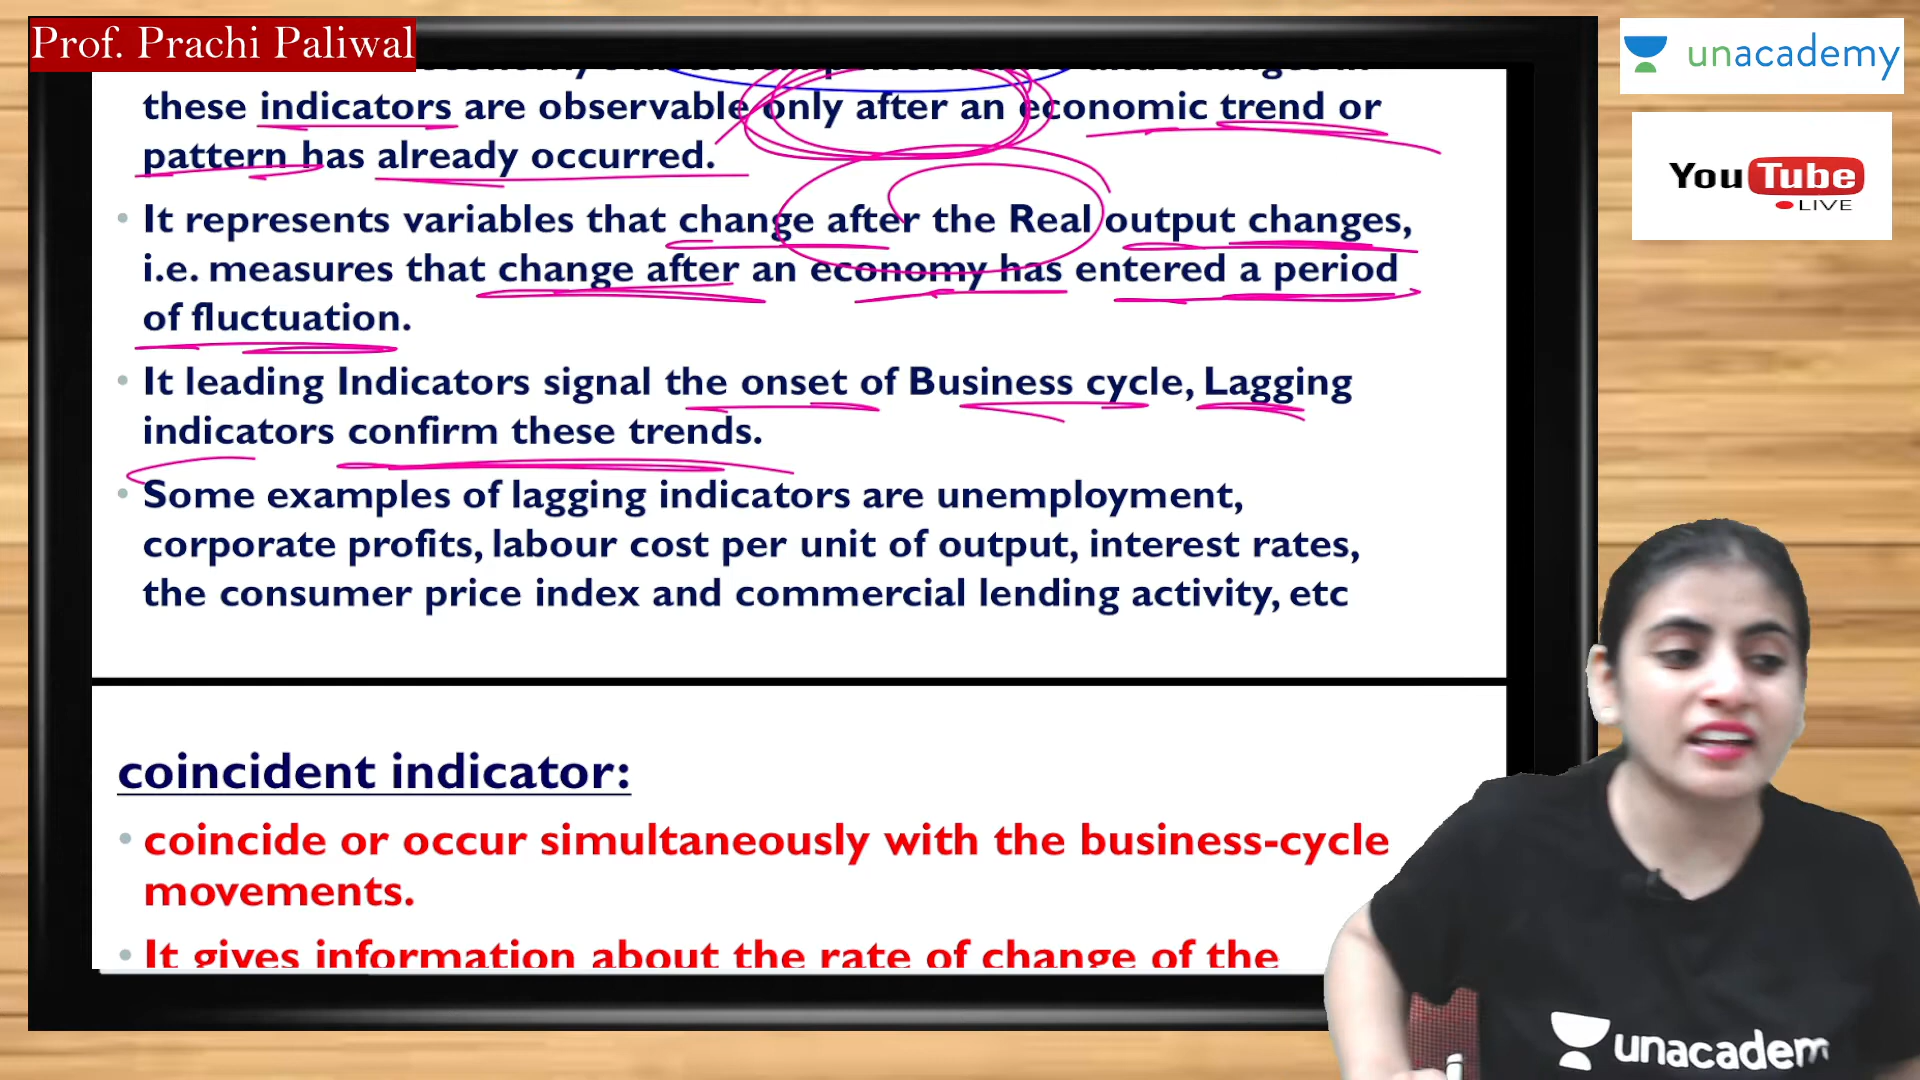 Prof. Prachi Paliwal
unacademy
these indicators are observable only after an economic trend or
pattern has already occurred.
YouTube
LIVE
• It represents variables that change after the Real output changes,
i.e. measures that change after an economy has entered a period
of fluctuation.
• It leading Indicators signal the onset of Business cycle, Lagging
indicators confirm these trends.
• Some examples of lagging indicators are unemployment,
corporate profits, labour cost per unit of output, interest rates,
the consumer price index and commercial lending activity, etc
coincident indicator:
• coincide or occur simultaneously with the business-cycle
movements.
• It gives information about the rate of change of the
unacadem